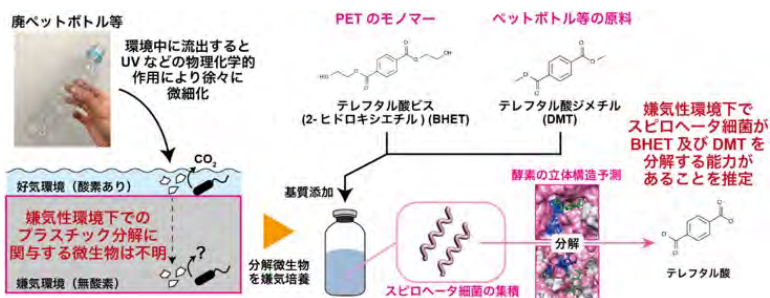 廃ペットボトル等
環境中に流出すると
UVなどの物理化学的
作用により徐々に
微細化
CO2
好気環境（酸素あり）
嫌気性環境下での
プラスチック分解に
関与する微生物は不明
?
嫌気環境（無酸素）
分解微生物
を嫌気培養
PETのモノマー
テレフタル酸ビス
(2-ヒドロキシエチル) (BHET)
ペットボトル等の原料
テレフタル酸ジメチル
(DMT)
基質添加
スピロヘータ細菌の集積
酵素の立体構造予測
分解
嫌気性環境下で
スピロヘータ細菌が
BHET及びDMTを
分解する能力が
あることを推定
テレフタル酸